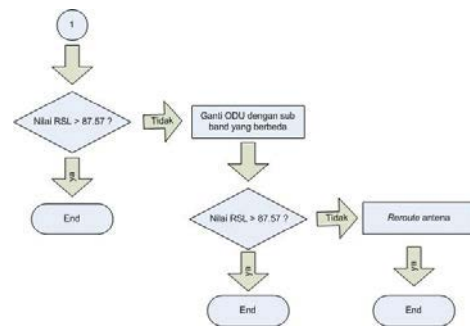 1
Nilai RSL > 87.57 ?
Tidak
Ganti ODU dengan sub
band yang berbeda
ya
End
Nilai RSL > 87.57 ?
Tidak
Reroute antena
ya
ya
End
End